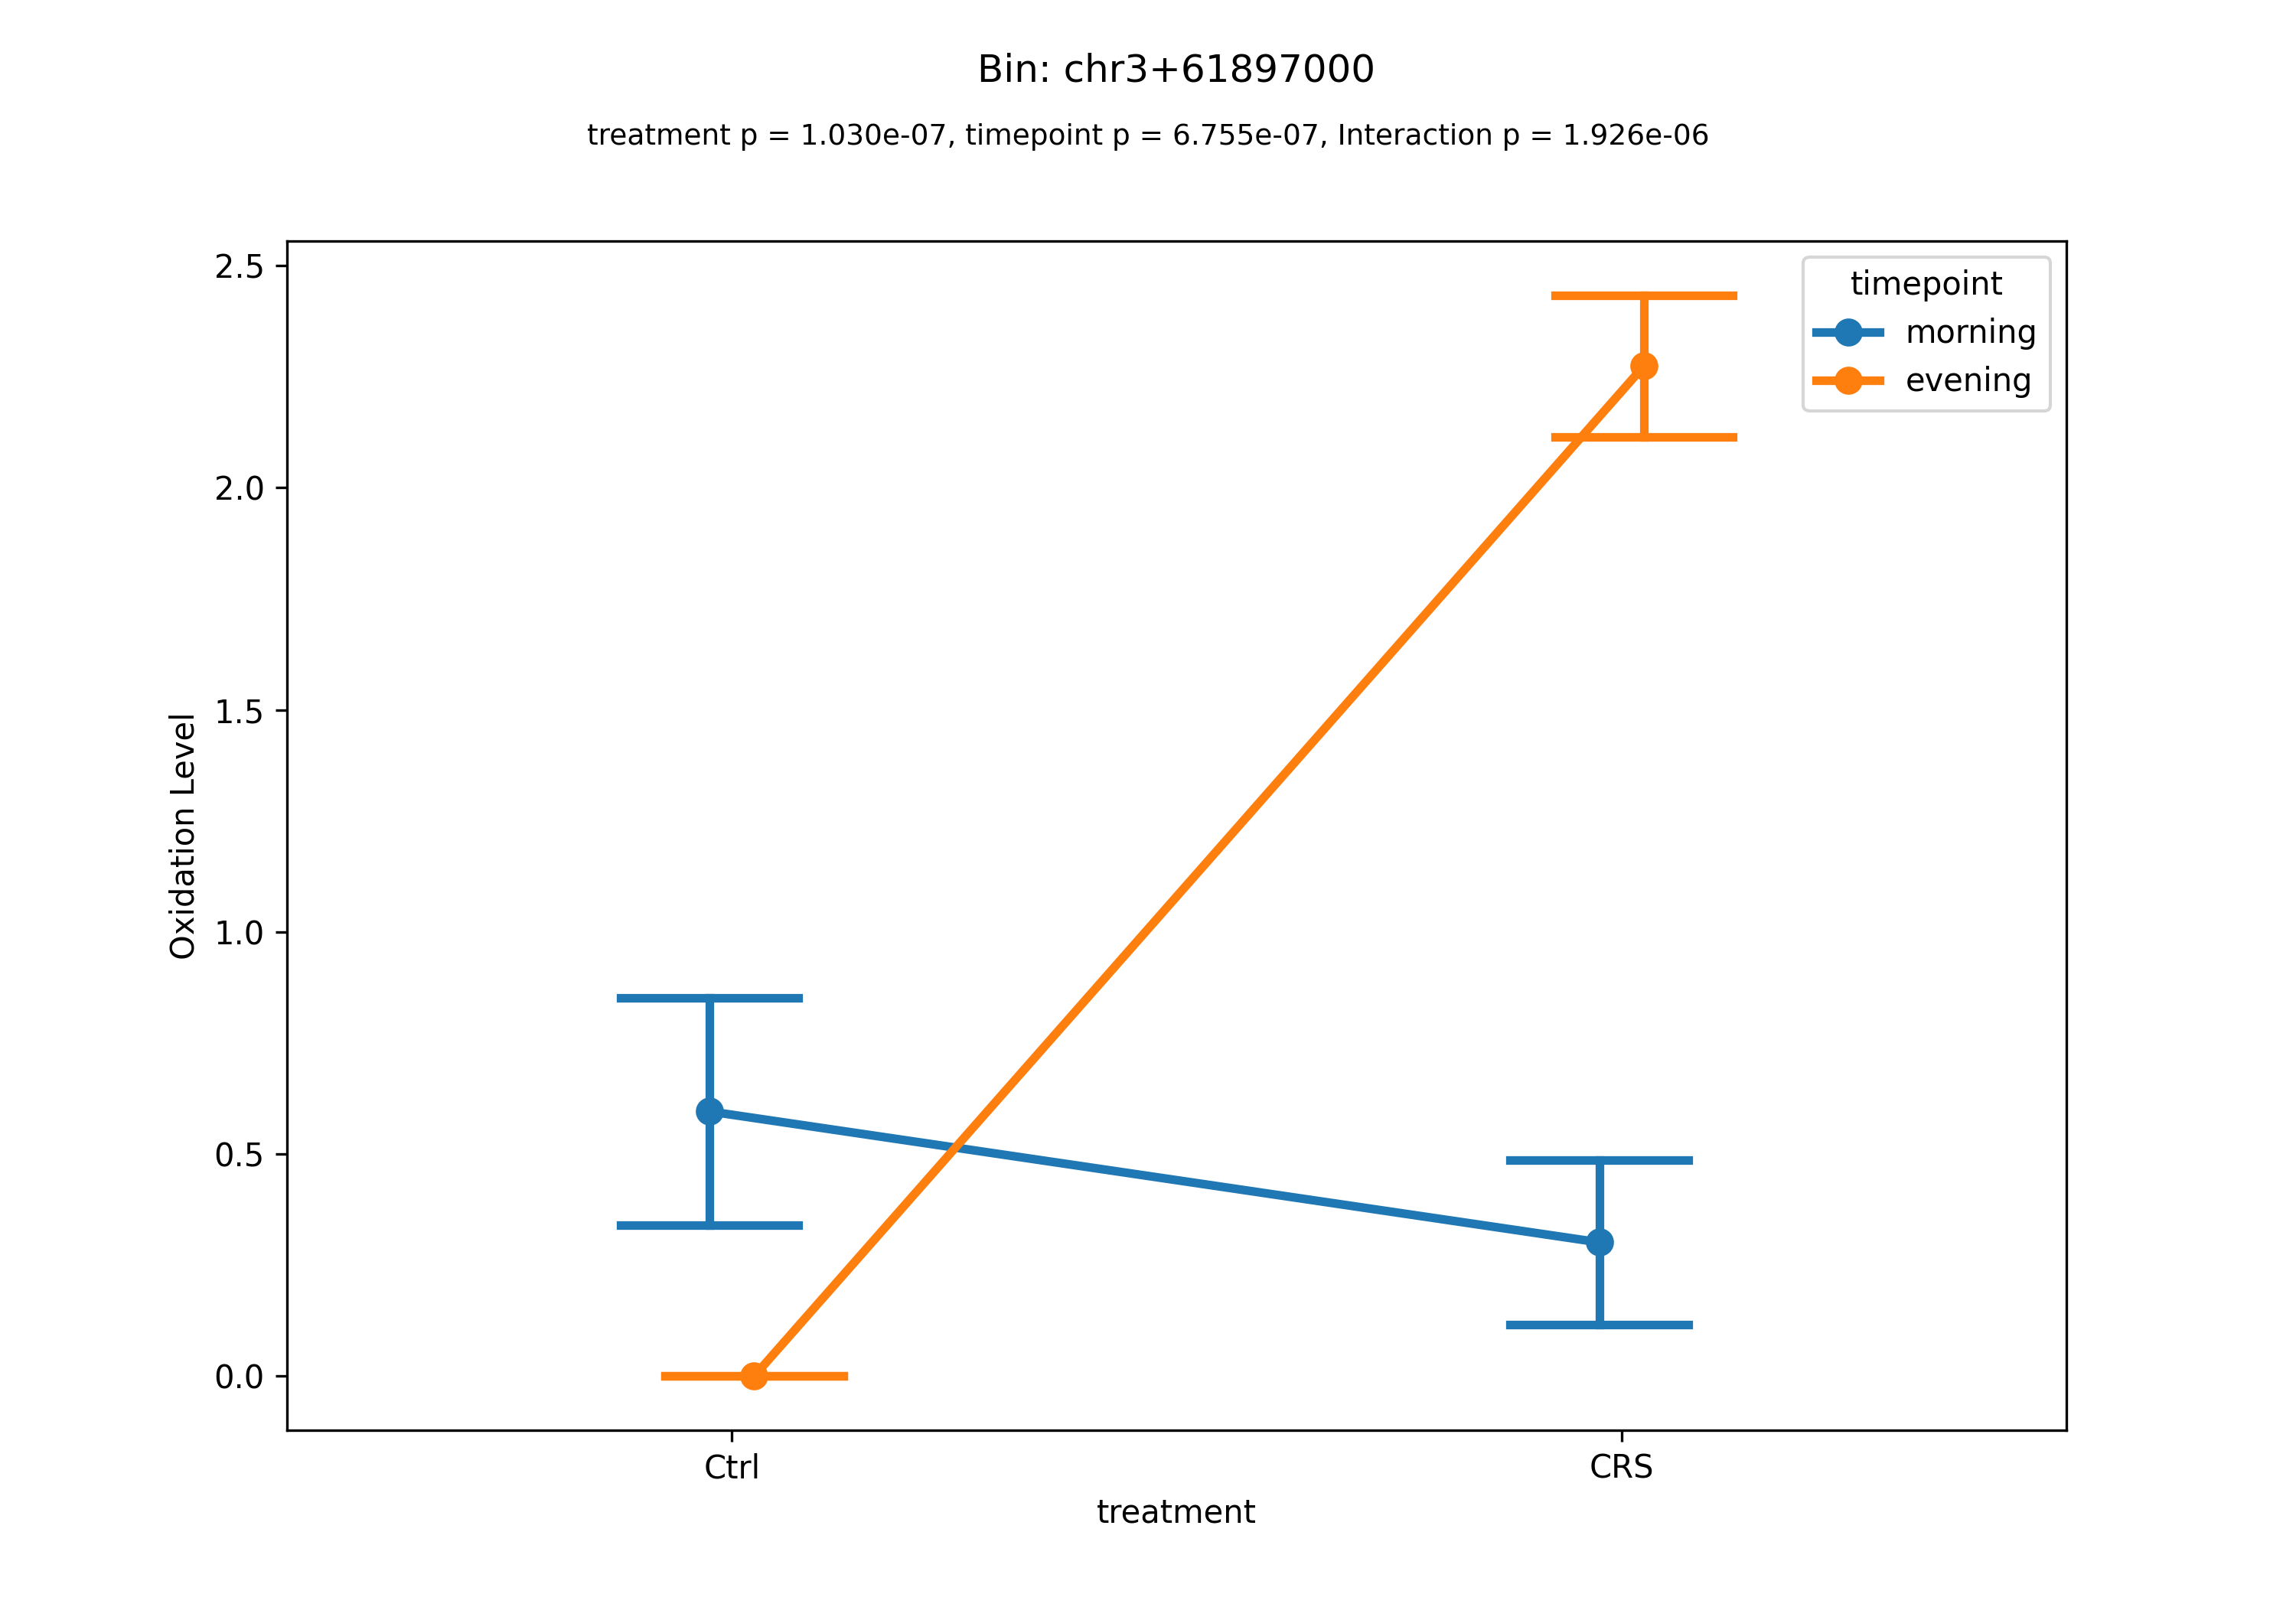 Bin: chr3+61897000
treatment p = 1.030e-07, timepoint p = 6.755e-07, Interaction p = 1.926e-06
2.5
2.0
1.5
1.0
0.5
0.0
Oxidation Level
timepoint
morning
evening
Ctrl
CRS
treatment